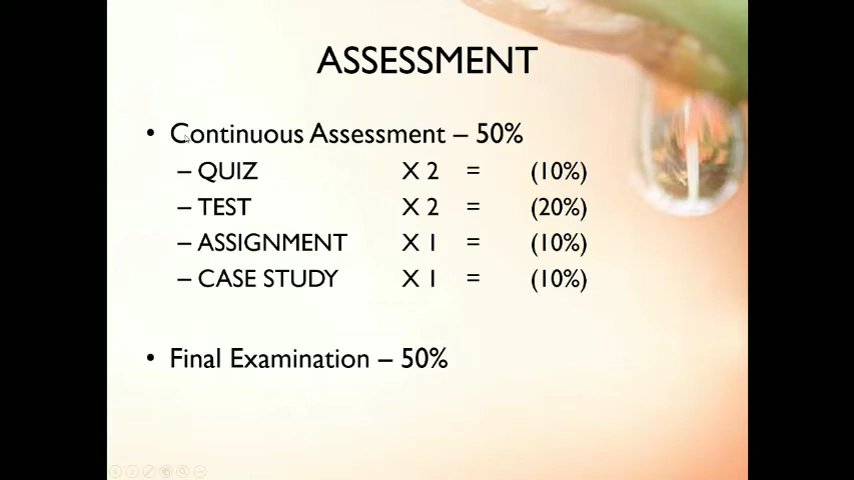 ASSESSMENT
• Continuous Assessment – 50%
– QUIZ X 2 = (10%)
– TEST X 2 = (20%)
– ASSIGNMENT X 1 = (10%)
– CASE STUDY X 1 = (10%)
• Final Examination – 50%